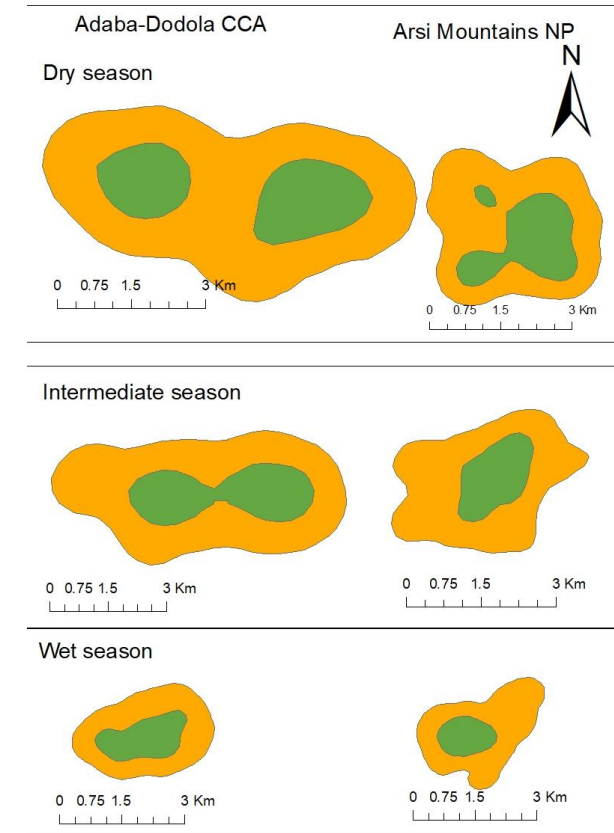 Adaba-Dodola CCA
Arsi Mountains NP
N
Dry season
0 0.75 1.5 3 Km
0 0.75 1.5 3 Km
Intermediate season
0 0.75 1.5 3 Km
0 0.75 1.5 3 Km
Wet season
0 0.75 1.5 3 Km
0 0.75 1.5 3 Km